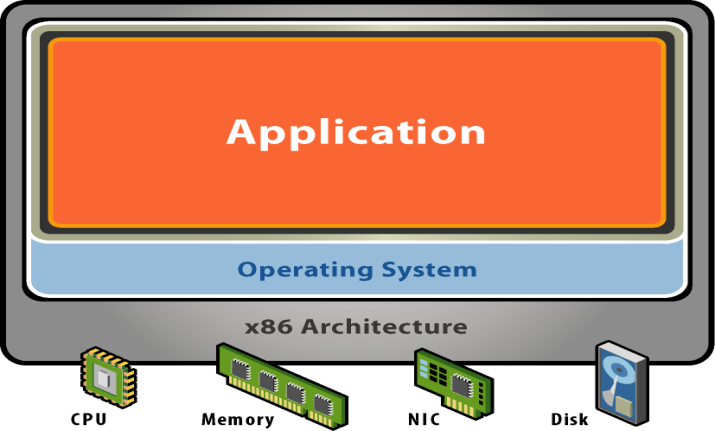 Application
Operating System
x86 Architecture
CPU
Memory
NIC
Disk